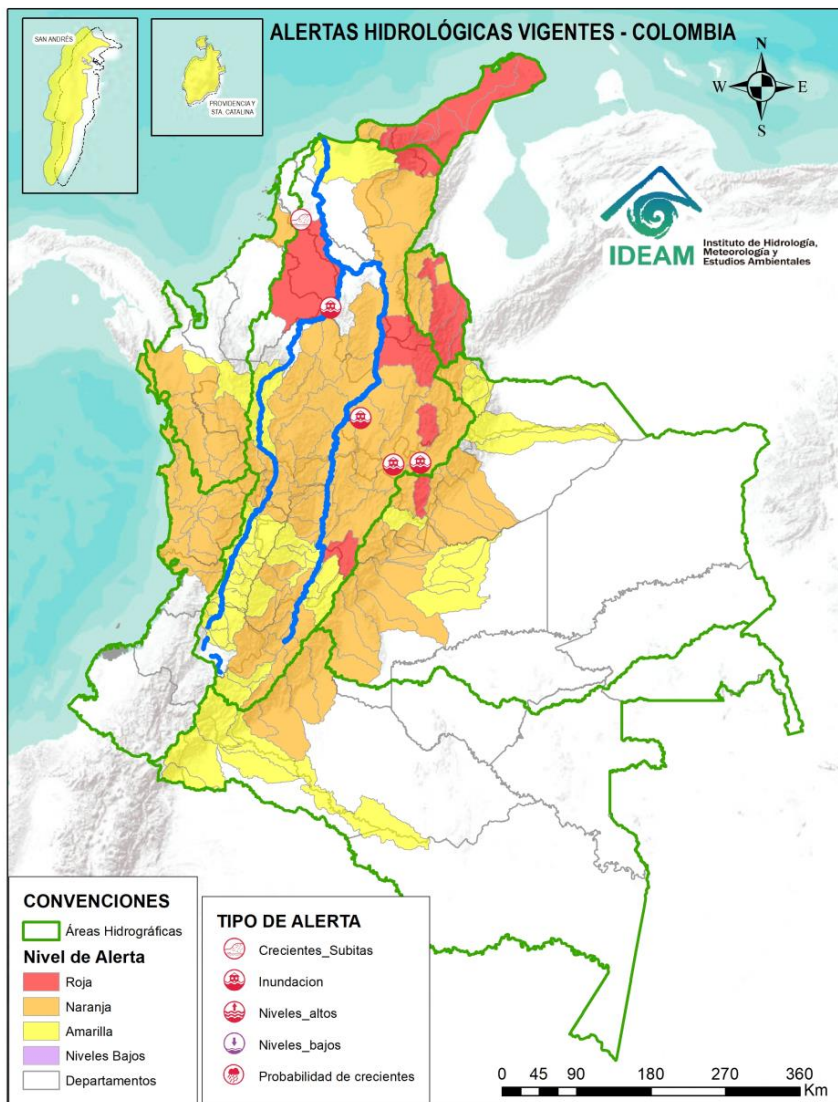 ALERTAS HIDROLÓGICAS VIGENTES - COLOMBIA
SAN ANDRÉS
PROVIDENCIA Y
STA. CATALINA
N
W
E
S
IDEAM
Instituto de Hidrología,
Meteorología y
Estudios Ambientales
CONVENCIONES
Áreas Hidrográficas
Nivel de Alerta
Roja
Naranja
Amarilla
Niveles Bajos
Departamentos
TIPO DE ALERTA
Crecientes_Subitas
Inundacion
Niveles_altos
Niveles_bajos
Probabilidad de crecientes
0 45 90 180 270 360
Km